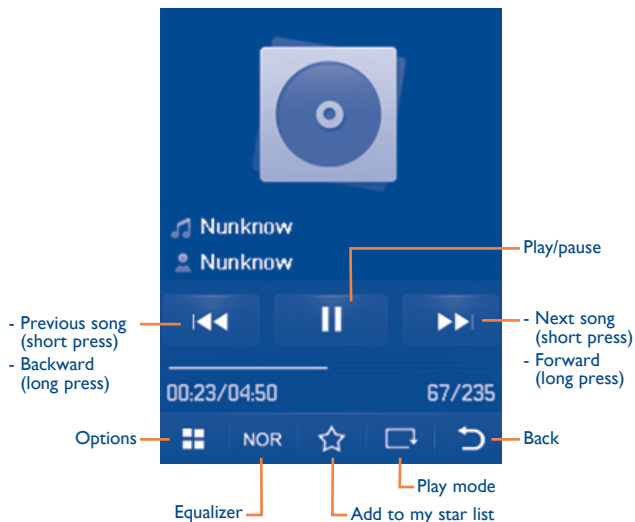 Nunknow
Nunknow
Play/pause
- Previous song
(short press)
- Backward
(long press)
- Next song
(short press)
- Forward
(long press)
00:23/04:50
67/235
Options
NOR
Back
Play mode
Equalizer
Add to my star list